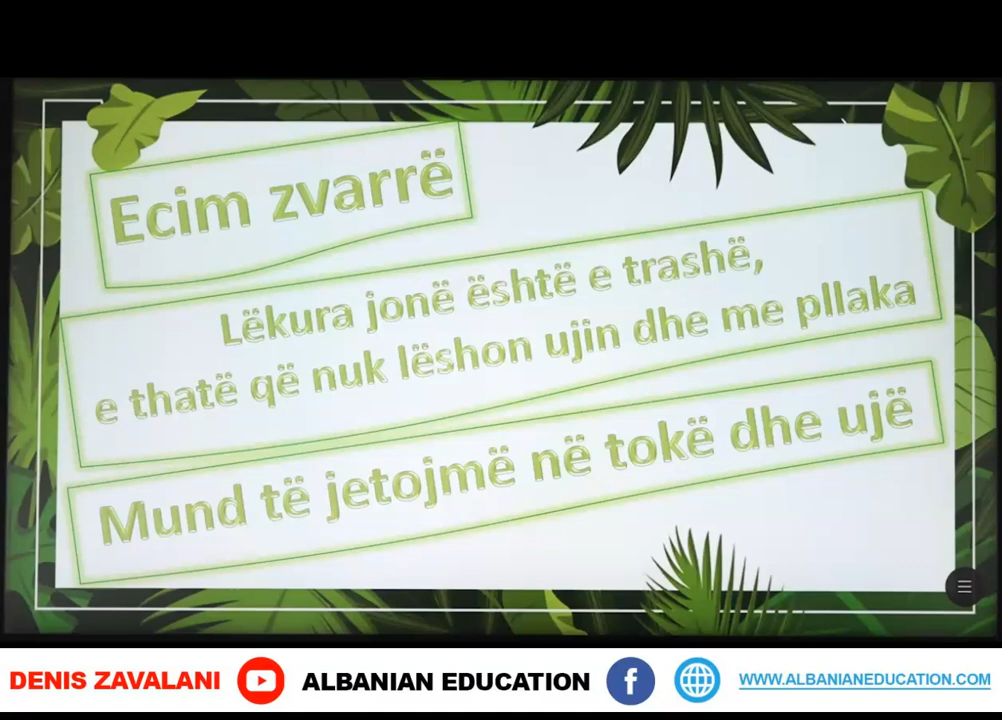 Ecim zvarrë
Lëkura jonë është e trashë,
e thatë që nuk lëshon ujin dhe me pllaka
Mund të jetojmë në tokë dhe ujë
DENIS ZAVALANI
ALBANIAN EDUCATION
f
WWW.ALBANIANEDUCATION.COM